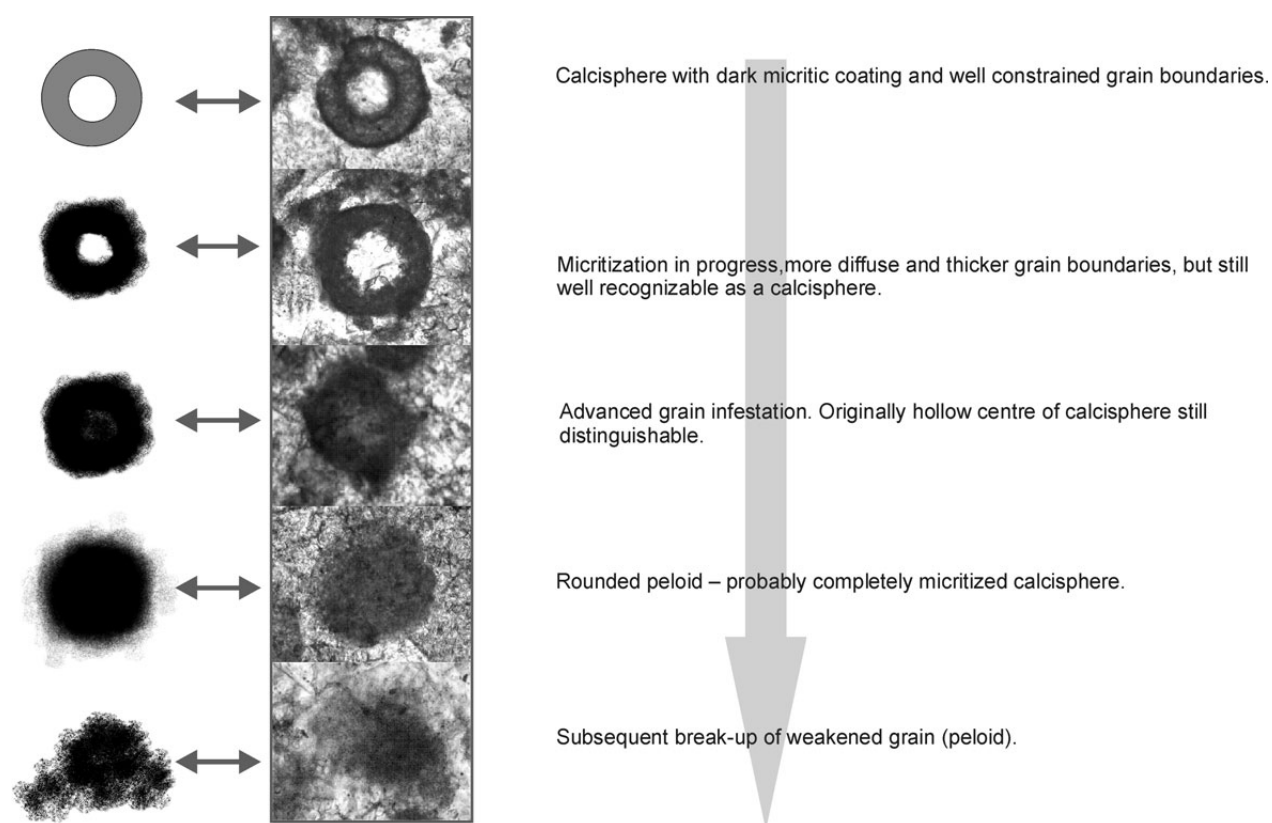 Calcisphere with dark micritic coating and well constrained grain boundaries.
Micritization in progress,more diffuse and thicker grain boundaries, but still
well recognizable as a calcisphere.
Advanced grain infestation. Originally hollow centre of calcisphere still
distinguishable.
Rounded peloid – probably completely micritized calcisphere.
Subsequent break-up of weakened grain (peloid).